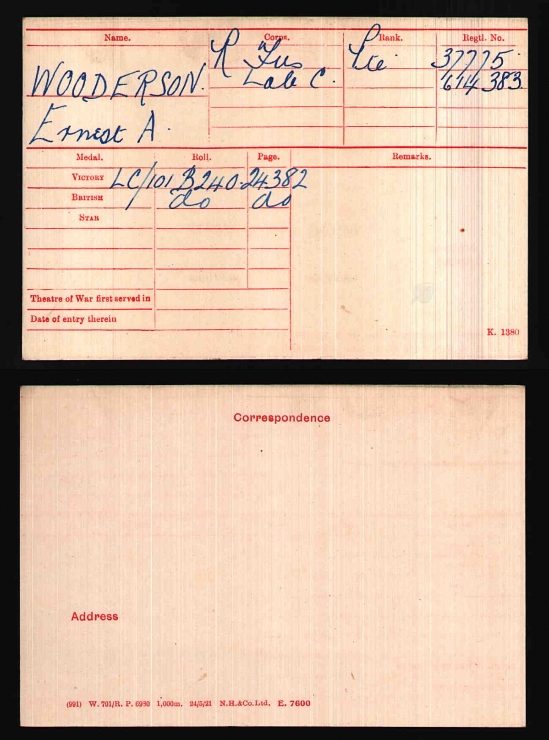 Name. Corps. Rank. Regtl. No.
WOODERSON. R Fus Pte 37775.
Lab C. 614383.
Ernest A.
Medal. Roll. Page. Remarks.
VICTORY LC/101 B240. 24382
BRITISH do do
STAR
Theatre of War first served in
Date of entry therein
K. 1380
Correspondence
Address
(991) W. 701/R. P. 6980 1,000m. 24/5/21 N.H.&Co.Ltd. E. 7600